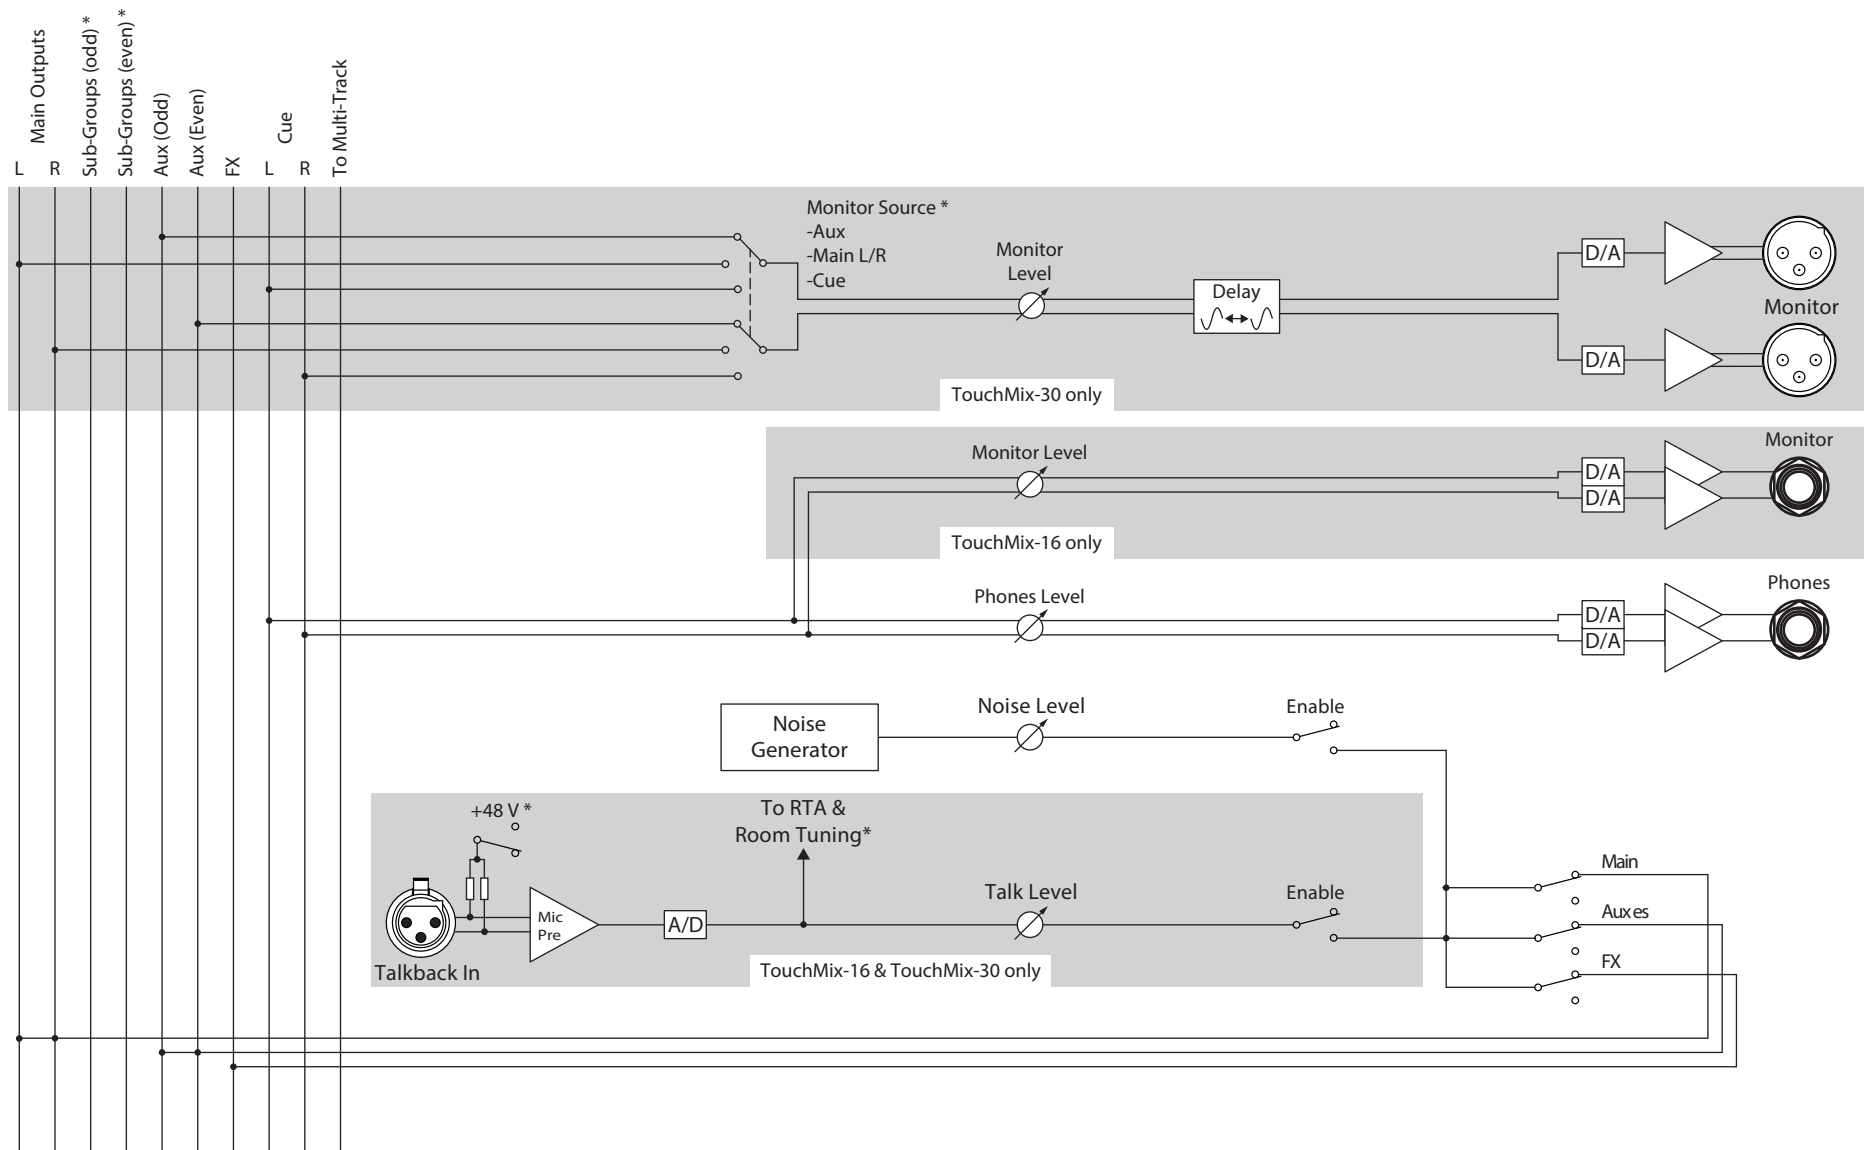 Main Outputs
Sub-Groups (odd) *
Sub-Groups (even) *
Aux (Odd)
Aux (Even)
FX
Cue
To Multi-Track
L
R
L
R
Monitor Source *
-Aux
-Main L/R
-Cue
Monitor
Level
Delay
D/A
Monitor
D/A
TouchMix-30 only
Monitor Level
D/A
D/A
Monitor
TouchMix-16 only
Phones Level
D/A
D/A
Phones
Noise
Generator
Noise Level
Enable
+48 V *
To RTA &
Room Tuning*
Mic
Pre
A/D
Talk Level
Enable
Talkback In
TouchMix-16 & TouchMix-30 only
Main
Auxes
FX